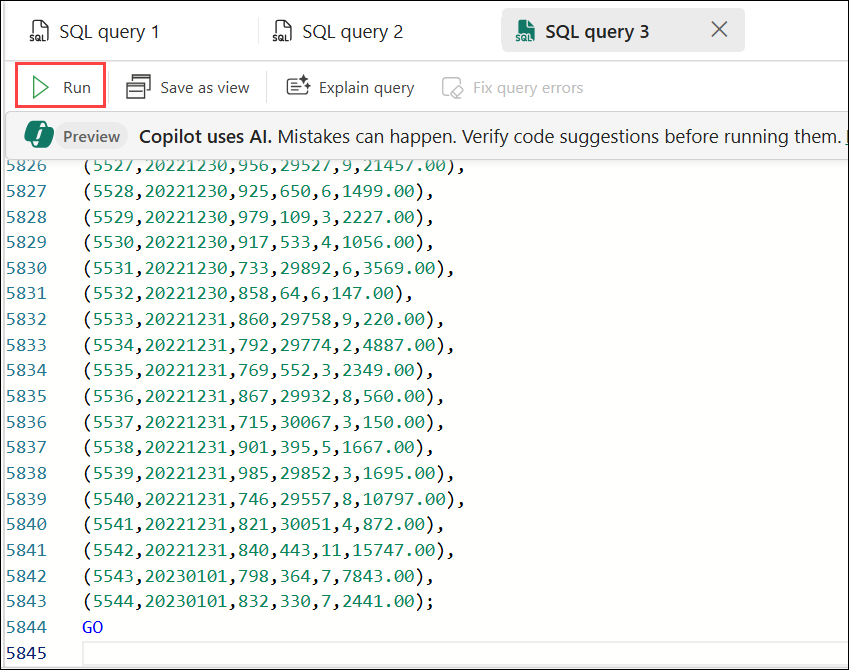 SQL query 1
SQL query 2
SQL query 3
Run
Save as view
Explain query
Fix query errors
Preview Copilot uses AI. Mistakes can happen. Verify code suggestions before running them.
5826 (5527,20221230,956,29527,9,21457.00),
5827 (5528,20221230,925,650,6,1499.00),
5828 (5529,20221230,979,109,3,2227.00),
5829 (5530,20221230,917,533,4,1056.00),
5830 (5531,20221230,733,29892,6,3569.00),
5831 (5532,20221230,858,64,6,147.00),
5832 (5533,20221231,860,29758,9,220.00),
5833 (5534,20221231,792,29774,2,4887.00),
5834 (5535,20221231,769,552,3,2349.00),
5835 (5536,20221231,867,29932,8,560.00),
5836 (5537,20221231,715,30067,3,150.00),
5837 (5538,20221231,901,395,5,1667.00),
5838 (5539,20221231,985,29852,3,1695.00),
5839 (5540,20221231,746,29557,8,10797.00),
5840 (5541,20221231,821,30051,4,872.00),
5841 (5542,20221231,840,443,11,15747.00),
5842 (5543,20230101,798,364,7,7843.00),
5843 (5544,20230101,832,330,7,2441.00);
5844 GO
5845